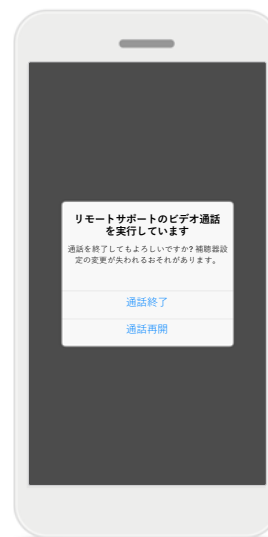 リモートサポートのビデオ通話
を実行しています
通話を終了してもよろしいですか? 補聴器設
定の変更が失われるおそれがあります。
通話終了
通話再開